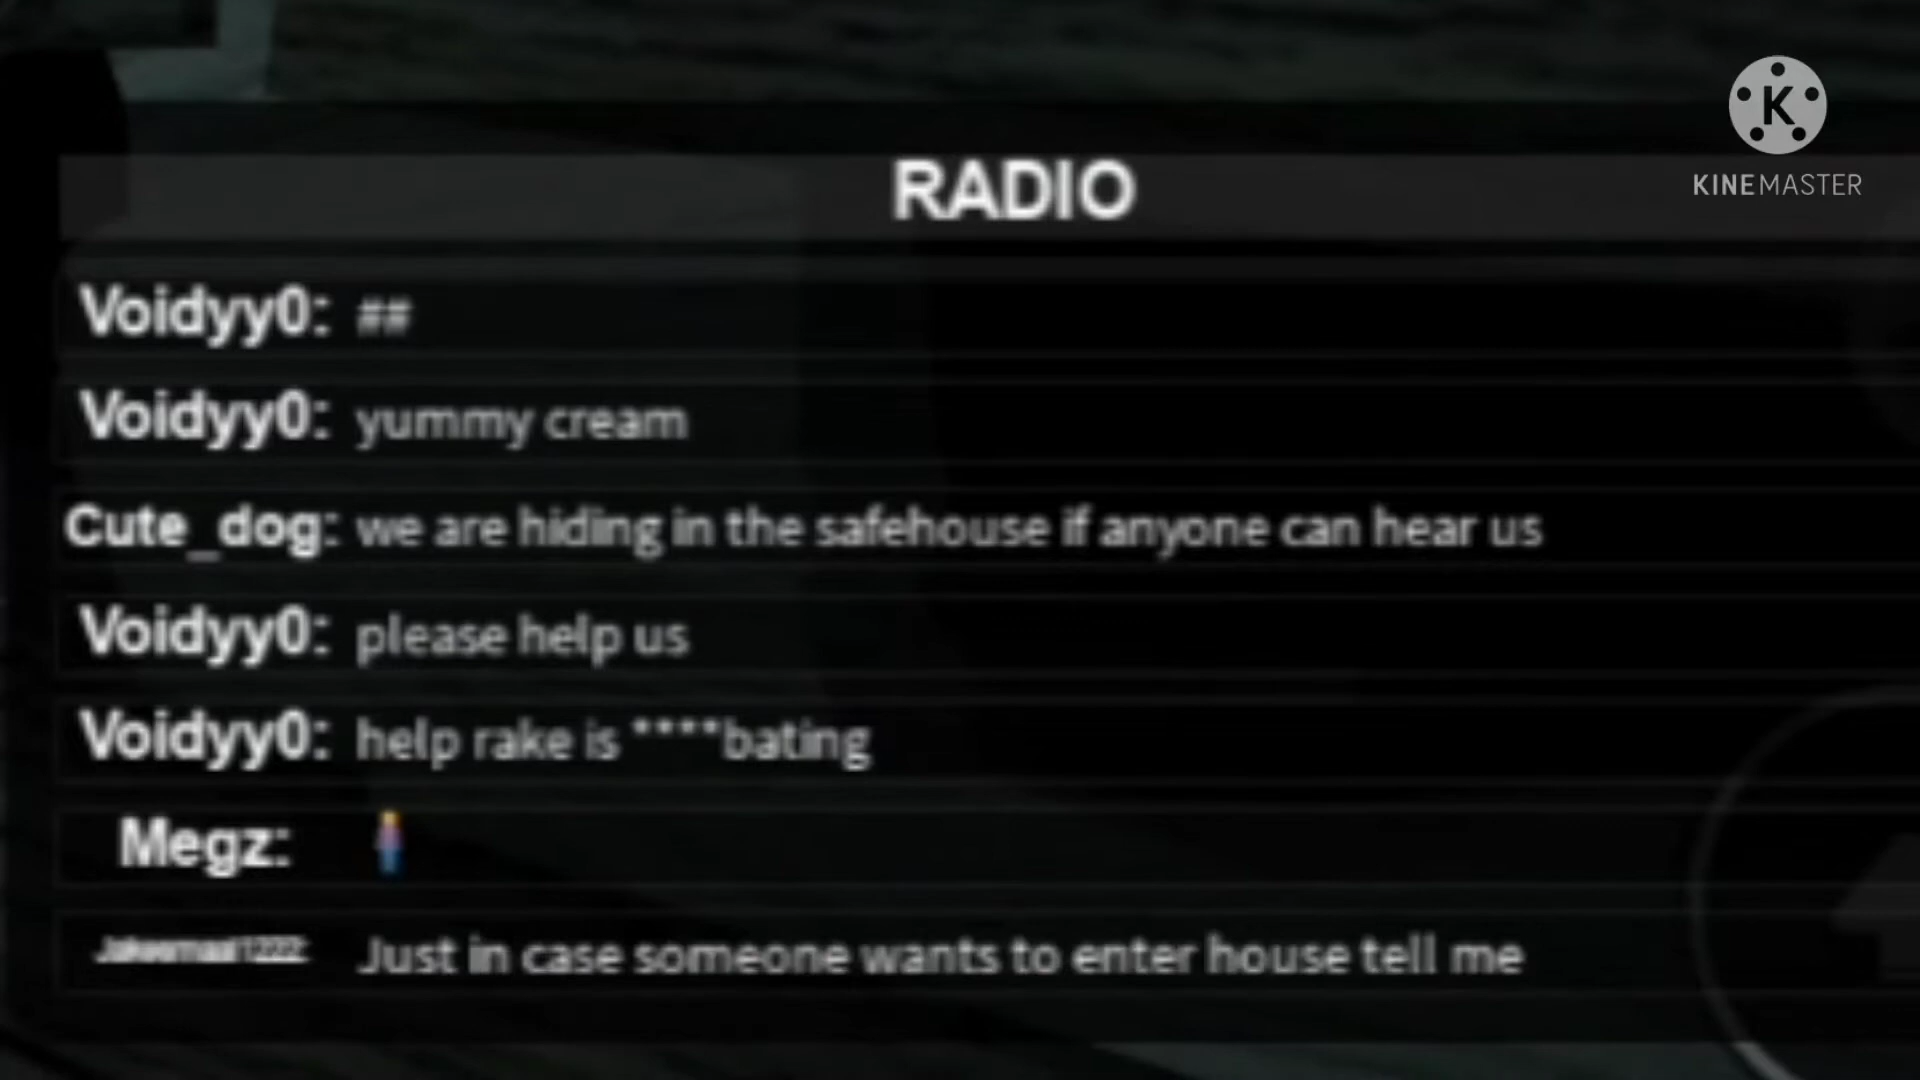 KINEMASTER
RADIO
Voidyy0: ##
Voidyy0: yummy cream
Cute_dog: we are hiding in the safehouse if anyone can hear us
Voidyy0: please help us
Voidyy0: help rake is ****bating
Megz:
Just in case someone wants to enter house tell me